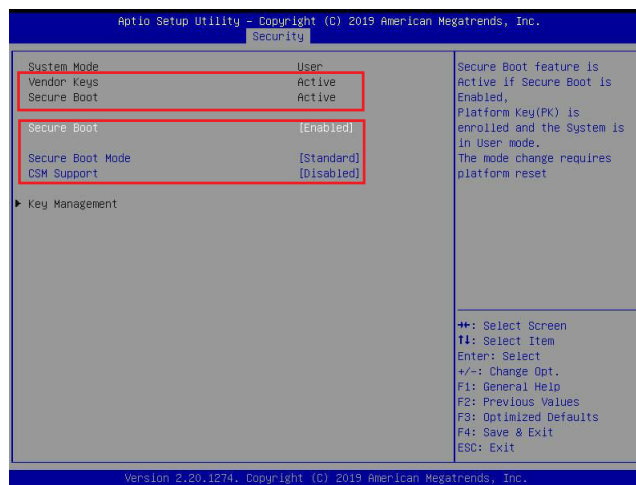 Aptio Setup Utility – Copyright (C) 2019 American Megatrends, Inc.
Security
System Mode User
Vendor Keys Active
Secure Boot Active
Secure Boot [Enabled]
Secure Boot Mode [Standard]
CSM Support [Disabled]
Key Management
Secure Boot feature is
Active if Secure Boot is
Enabled,
Platform Key(PK) is
enrolled and the System is
in User mode.
The mode change requires
platform reset
→←: Select Screen
↑↓: Select Item
Enter: Select
+/-: Change Opt.
F1: General Help
F2: Previous Values
F3: Optimized Defaults
F4: Save & Exit
ESC: Exit
Version 2.20.1274. Copyright (C) 2019 American Megatrends, Inc.